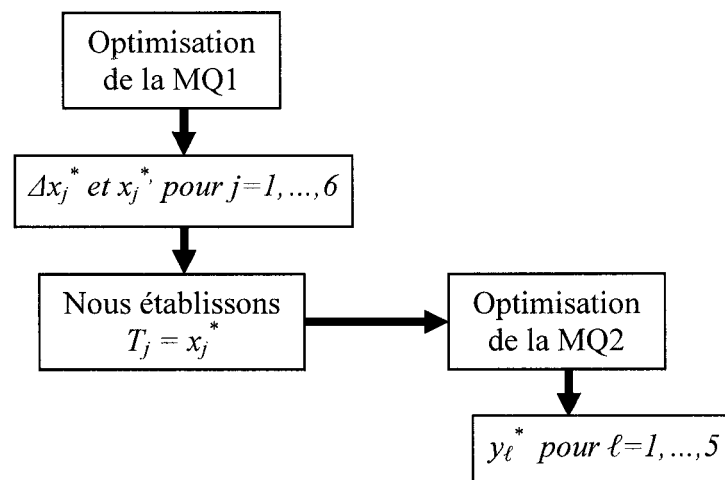 Optimisation
de la MQ1
Δx_j^* et x_j^*, pour j=1,...,6
Nous établissons
T_j = x_j^*
Optimisation
de la MQ2
y_ℓ^* pour ℓ=1,...,5